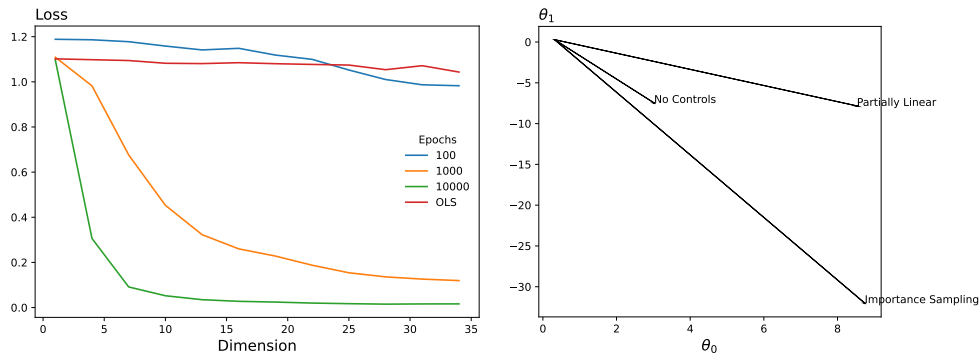 Loss
1.2
1.0
0.8
0.6
0.4
0.2
0.0
Epochs
100
1000
10000
OLS
0 5 10 15 20 25 30 35
Dimension
θ1
0
−5
−10
−15
−20
−25
−30
No Controls
Partially Linear
Importance Sampling
0 2 4 6 8
θ0